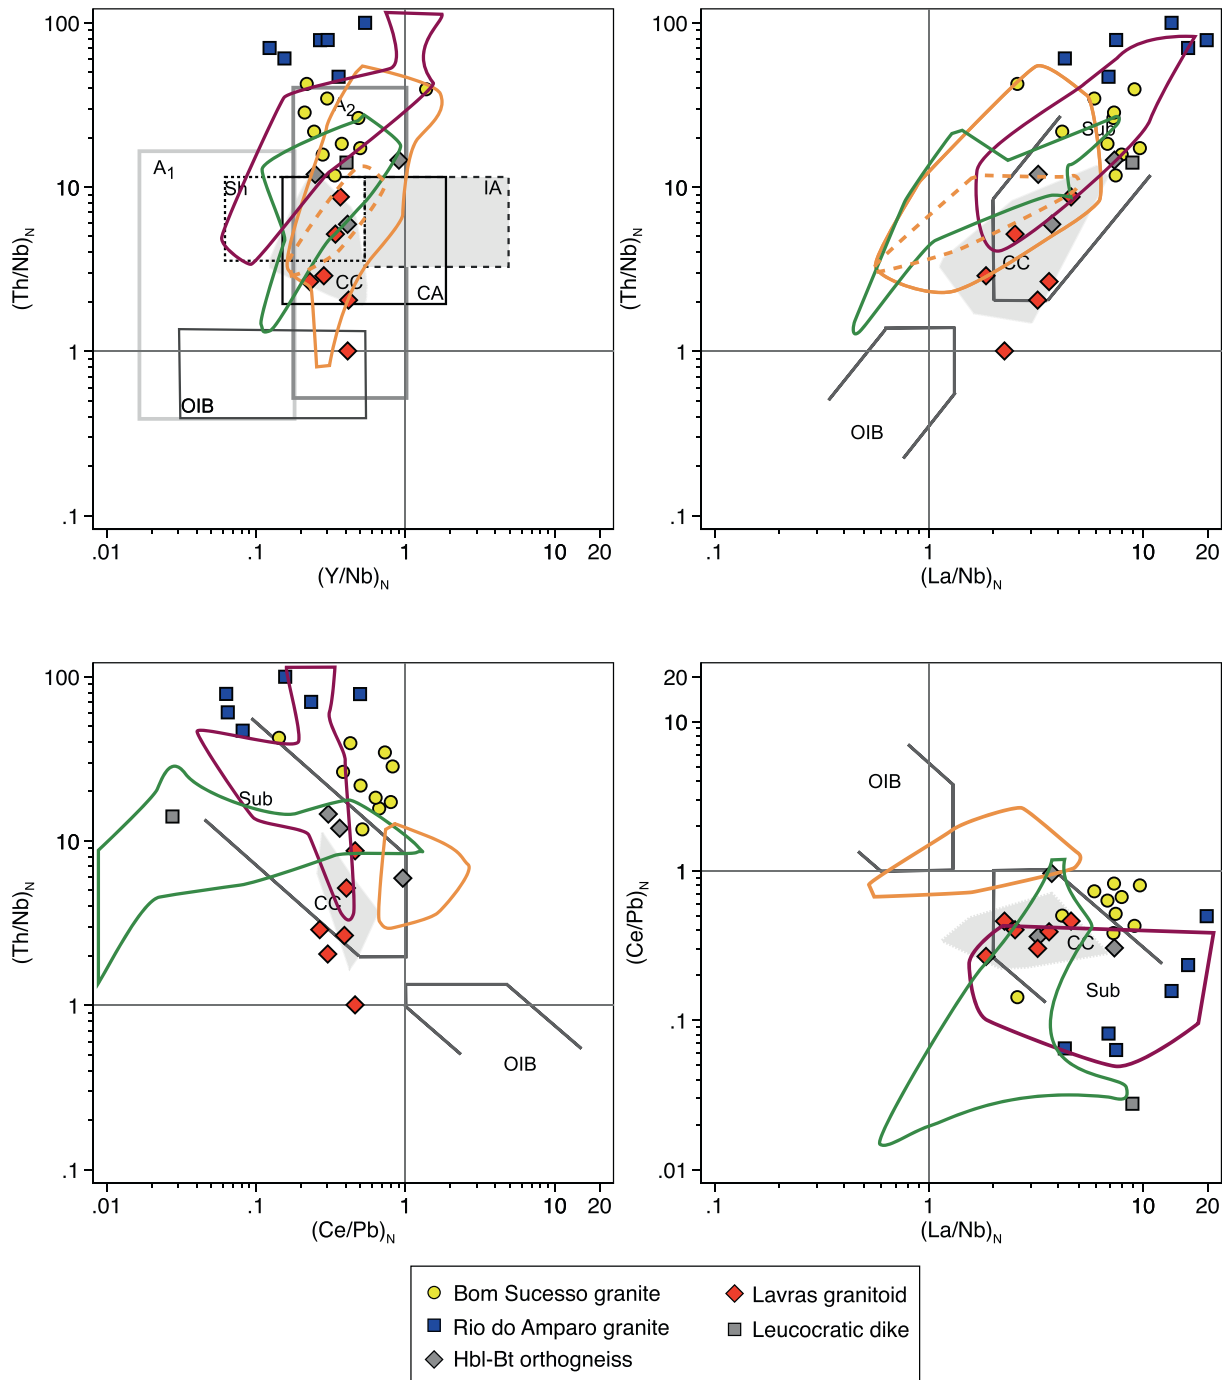 100
10
1
.1
(Th/Nb)N
A1
A2
Sh
IA
CC
CA
OIB
.01
.1
1
10
20
(Y/Nb)N
100
10
1
.1
(Th/Nb)N
Sub
CC
OIB
.1
1
10
20
(La/Nb)N
100
10
1
.1
(Th/Nb)N
Sub
CC
OIB
.01
.1
1
10
20
(Ce/Pb)N
20
10
1
.1
.01
(Ce/Pb)N
OIB
CC
Sub
.1
1
10
20
(La/Nb)N
Bom Sucesso granite
Rio do Amparo granite
Hbl-Bt orthogneiss
Lavras granitoid
Leucocratic dike